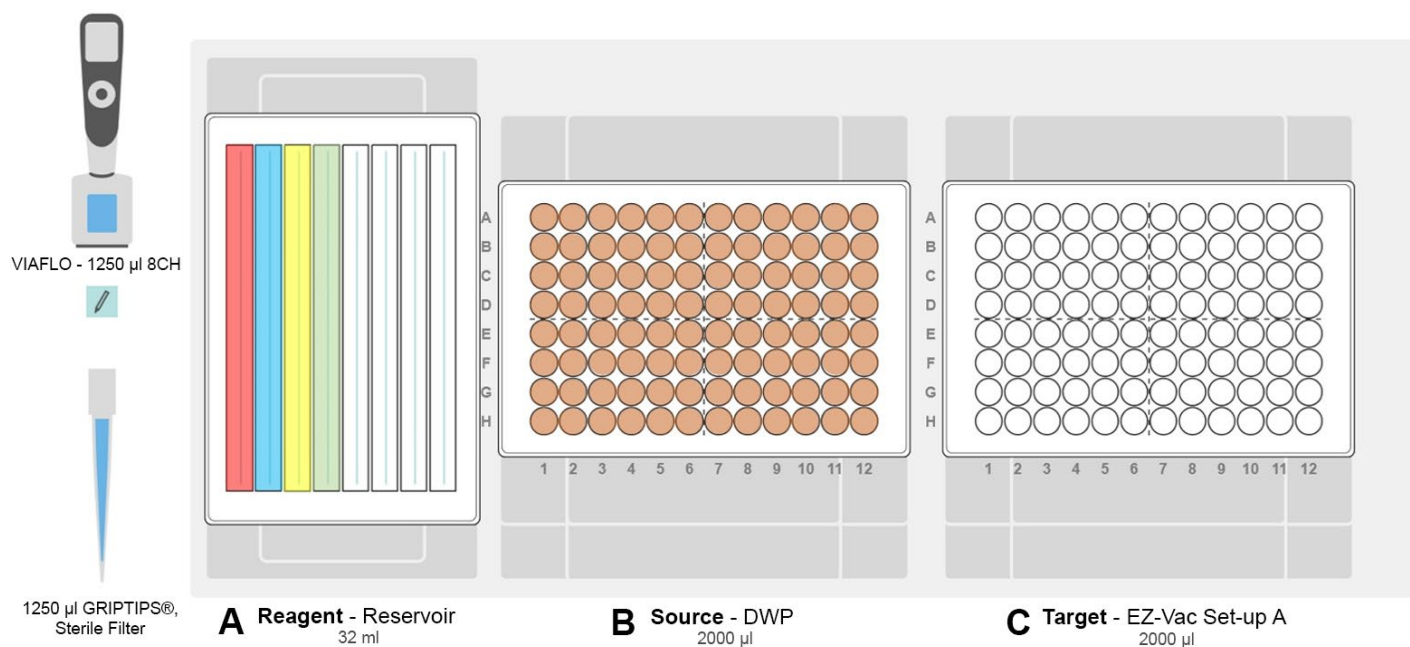 VIAFLO - 1250 µl 8CH
1250 µl GRIPTIPS®,
Sterile Filter
A Reagent - Reservoir
32 ml
A
B
C
D
E
F
G
H
1 2 3 4 5 6 7 8 9 10 11 12
B Source - DWP
2000 µl
A
B
C
D
E
F
G
H
1 2 3 4 5 6 7 8 9 10 11 12
C Target - EZ-Vac Set-up A
2000 µl